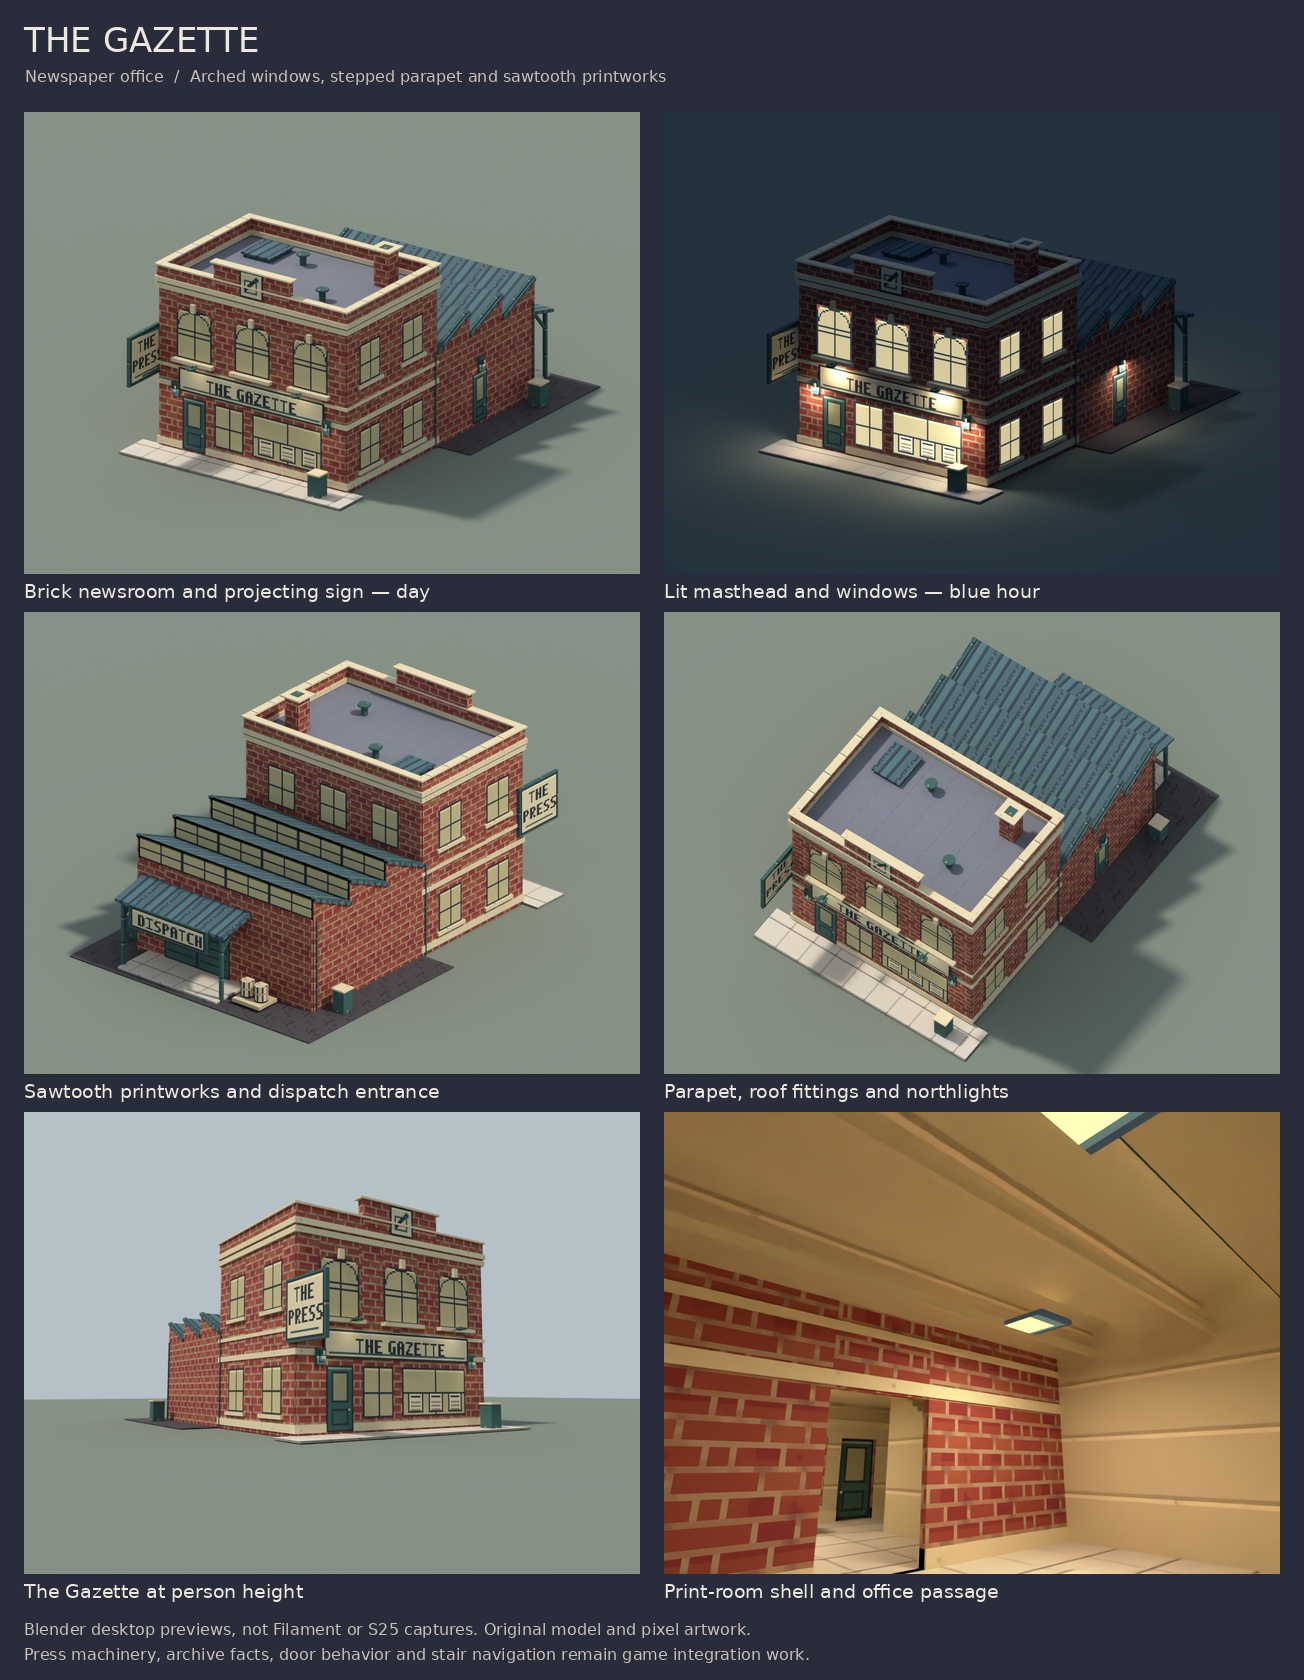 THE GAZETTE
Newspaper office / Arched windows, stepped parapet and sawtooth printworks
THE
PRESS
THE GAZETTE
THE
PRESS
THE GAZETTE
Brick newsroom and projecting sign — day
Lit masthead and windows — blue hour
THE
PRESS
DISPATCH
THE
PRESS
THE GAZETTE
Sawtooth printworks and dispatch entrance
Parapet, roof fittings and northlights
THE
PRESS
THE GAZETTE
The Gazette at person height
Print-room shell and office passage
Blender desktop previews, not Filament or S25 captures. Original model and pixel artwork.
Press machinery, archive facts, door behavior and stair navigation remain game integration work.